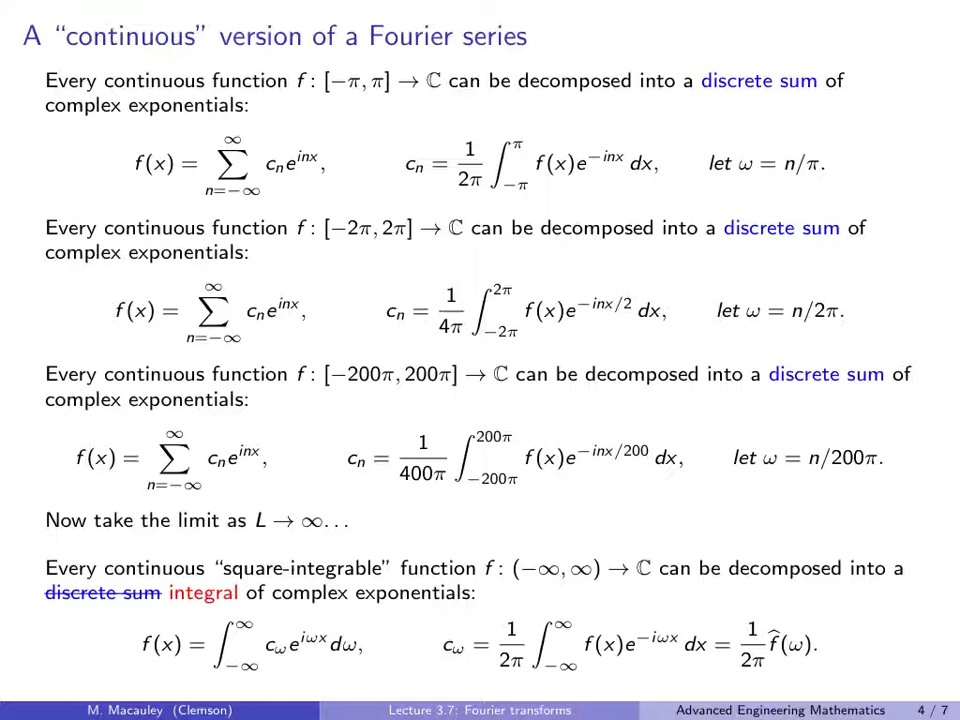 A “continuous” version of a Fourier series
Every continuous function f : [−π, π] → ℂ can be decomposed into a discrete sum of
complex exponentials:
f(x) = ∑_{n=−∞}^{∞} c_n e^{inx}, c_n = \frac{1}{2π} ∫_{−π}^{π} f(x)e^{−inx} dx, let ω = n/π.
Every continuous function f : [−2π, 2π] → ℂ can be decomposed into a discrete sum of
complex exponentials:
f(x) = ∑_{n=−∞}^{∞} c_n e^{inx}, c_n = \frac{1}{4π} ∫_{−2π}^{2π} f(x)e^{−inx/2} dx, let ω = n/2π.
Every continuous function f : [−200π, 200π] → ℂ can be decomposed into a discrete sum of
complex exponentials:
f(x) = ∑_{n=−∞}^{∞} c_n e^{inx}, c_n = \frac{1}{400π} ∫_{−200π}^{200π} f(x)e^{−inx/200} dx, let ω = n/200π.
Now take the limit as L → ∞. . .
Every continuous “square-integrable” function f : (−∞, ∞) → ℂ can be decomposed into a
discrete sum integral of complex exponentials:
f(x) = ∫_{−∞}^{∞} c_ω e^{iωx} dω, c_ω = \frac{1}{2π} ∫_{−∞}^{∞} f(x)e^{−iωx} dx = \frac{1}{2π} \widehat{f}(ω).
M. Macauley (Clemson) Lecture 3.7: Fourier transforms Advanced Engineering Mathematics 4 / 7